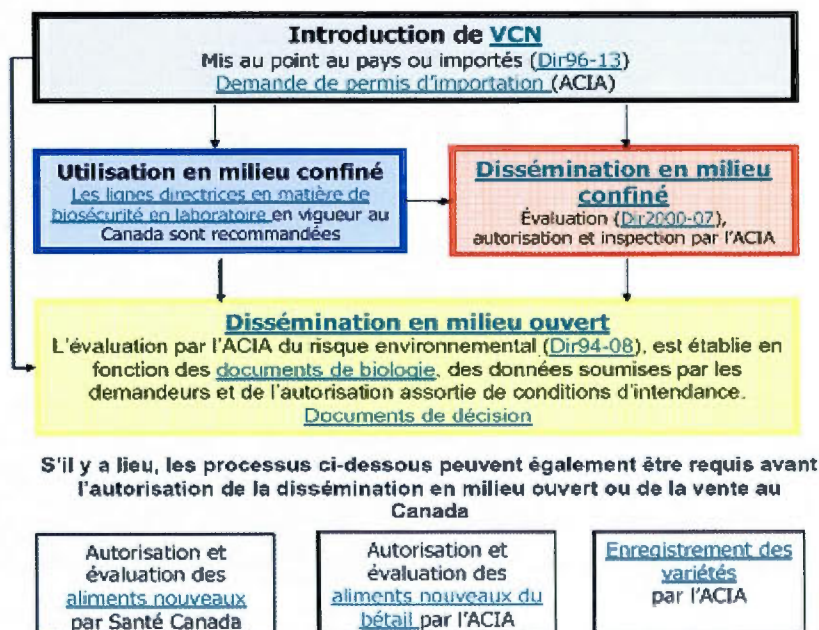 Introduction de VCN
Mis au point au pays ou importés (Dir96-13)
Demande de permis d'importation (ACIA)
Utilisation en milieu confiné
Les lignes directrices en matière de
biosécurité en laboratoire en vigueur au
Canada sont recommandées
Dissémination en milieu
confiné
Évaluation (Dir2000-07),
autorisation et inspection par l'ACIA
Dissémination en milieu ouvert
L'évaluation par l'ACIA du risque environnemental (Dir94-08), est établie en
fonction des documents de biologie, des données soumises par les
demandeurs et de l'autorisation assortie de conditions d'intendance.
Documents de décision
S'il y a lieu, les processus ci-dessous peuvent également être requis avant
l'autorisation de la dissémination en milieu ouvert ou de la vente au
Canada
Autorisation et
évaluation des
aliments nouveaux
par Santé Canada
Autorisation et
évaluation des
aliments nouveaux du
bétail par l'ACIA
Enregistrement des
variétés
par l'ACIA